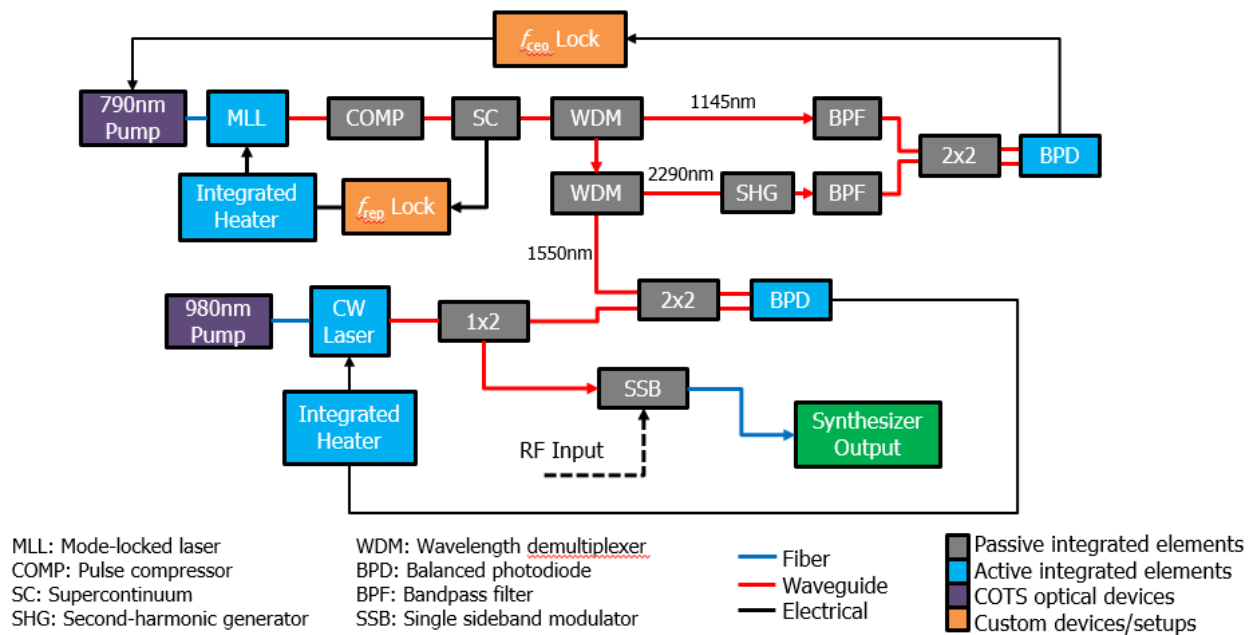 fceo Lock
790nm
Pump
MLL
COMP
SC
WDM
1145nm
BPF
2x2
BPD
Integrated
Heater
frep Lock
WDM
2290nm
SHG
BPF
1550nm
980nm
Pump
CW
Laser
1x2
2x2
BPD
Integrated
Heater
SSB
RF Input
Synthesizer
Output
MLL: Mode-locked laser
COMP: Pulse compressor
SC: Supercontinuum
SHG: Second-harmonic generator
WDM: Wavelength demultiplexer
BPD: Balanced photodiode
BPF: Bandpass filter
SSB: Single sideband modulator
Fiber
Waveguide
Electrical
Passive integrated elements
Active integrated elements
COTS optical devices
Custom devices/setups